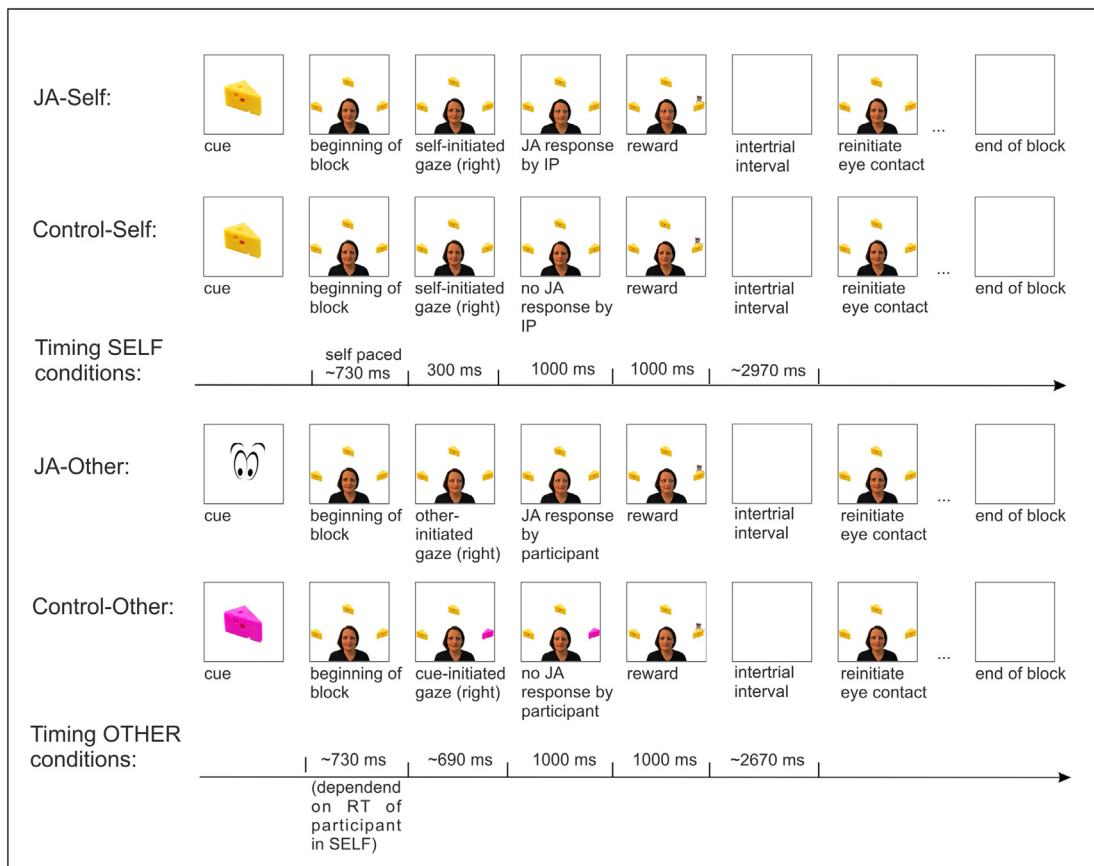 JA-Self:
cue
beginning of
block
self-initiated
gaze (right)
JA response
by IP
reward
intertrial
interval
reinitiate
eye contact
...
end of block
Control-Self:
cue
beginning of
block
self-initiated
gaze (right)
no JA
response by
IP
reward
intertrial
interval
reinitiate
eye contact
...
end of block
Timing SELF
conditions:
self paced
~730 ms
300 ms
1000 ms
1000 ms
~2970 ms
JA-Other:
cue
beginning of
block
other-
initiated
gaze (right)
JA response
by
participant
reward
intertrial
interval
reinitiate
eye contact
...
end of block
Control-Other:
cue
beginning of
block
cue-initiated
gaze (right)
no JA
response by
participant
reward
intertrial
interval
reinitiate
eye contact
...
end of block
Timing OTHER
conditions:
~730 ms
~690 ms
1000 ms
1000 ms
~2670 ms
(dependend
on RT of
participant
in SELF)